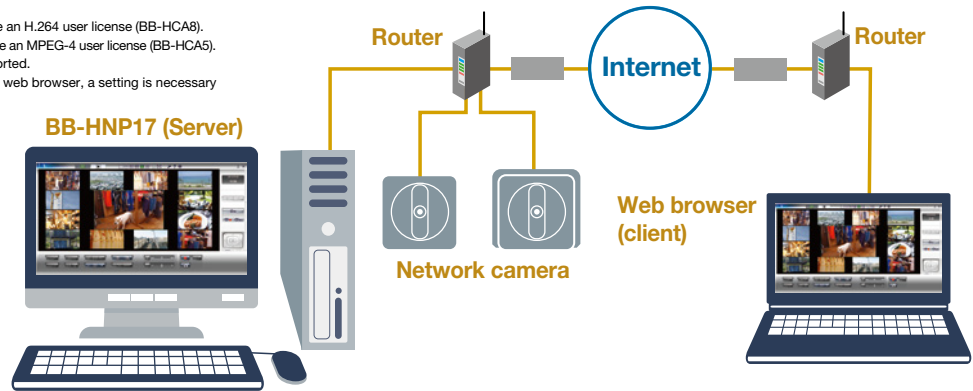 e an H.264 user license (BB-HCA8).
e an MPEG-4 user license (BB-HCA5).
orted.
web browser, a setting is necessary
Router
Internet
Router
BB-HNP17 (Server)
Web browser
(client)
Network camera